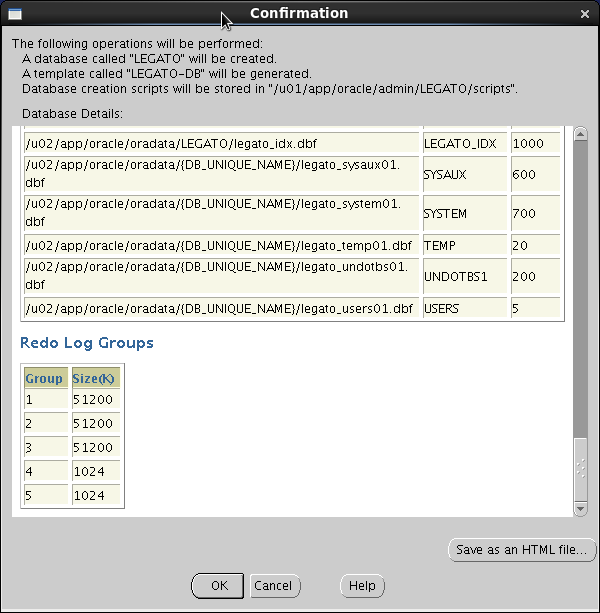 Confirmation
The following operations will be performed:
A database called "LEGATO" will be created.
A template called "LEGATO-DB" will be generated.
Database creation scripts will be stored in "/u01/app/oracle/admin/LEGATO/scripts".
Database Details:
/u02/app/oracle/oradata/LEGATO/legato_idx.dbf LEGATO_IDX 1000
/u02/app/oracle/oradata/{DB_UNIQUE_NAME}/legato_sysaux01.
dbf SYSAUX 600
/u02/app/oracle/oradata/{DB_UNIQUE_NAME}/legato_system01.
dbf SYSTEM 700
/u02/app/oracle/oradata/{DB_UNIQUE_NAME}/legato_temp01.dbf TEMP 20
/u02/app/oracle/oradata/{DB_UNIQUE_NAME}/legato_undotbs01.
dbf UNDOTBS1 200
/u02/app/oracle/oradata/{DB_UNIQUE_NAME}/legato_users01.dbf USERS 5
Redo Log Groups
Group Size(K)
1 51200
2 51200
3 51200
4 1024
5 1024
Save as an HTML file...
OK Cancel Help